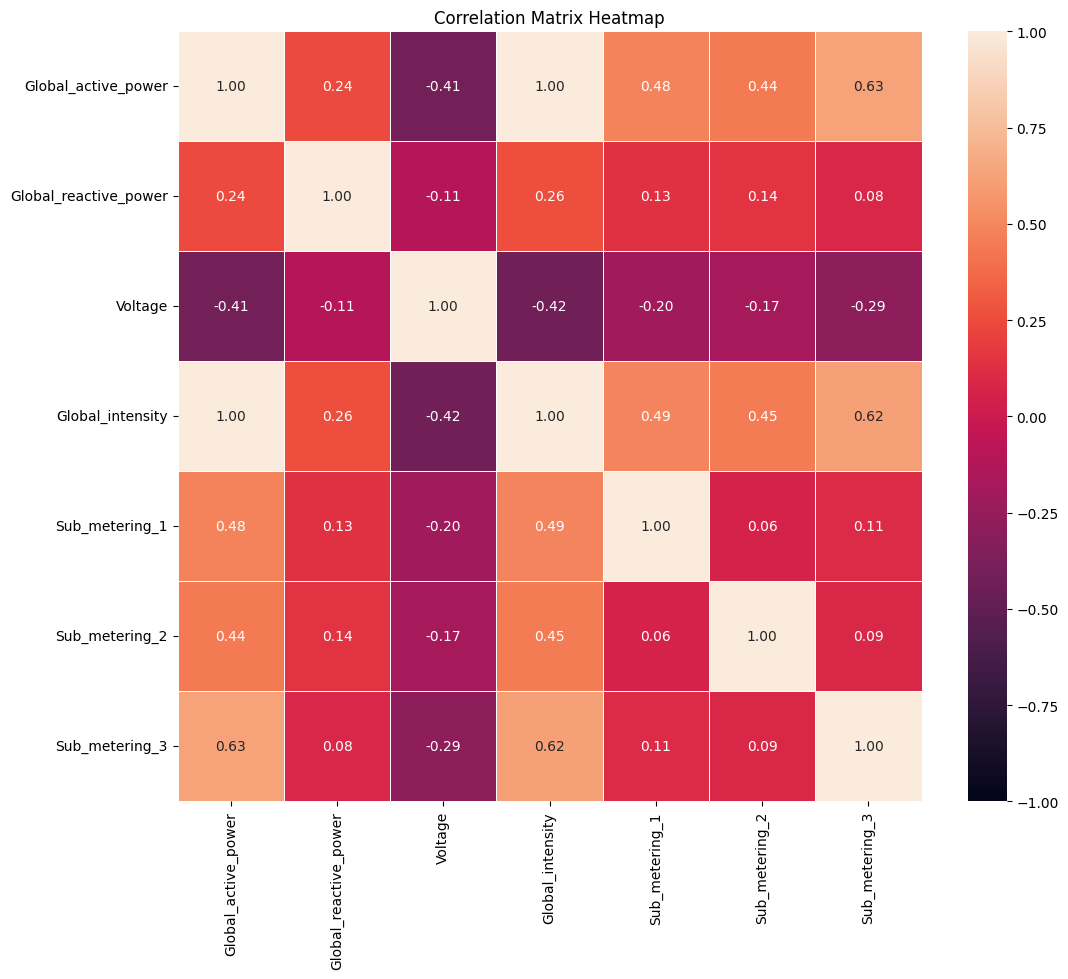 Correlation Matrix Heatmap
Global_active_power 1.00 0.24 -0.41 1.00 0.48 0.44 0.63
Global_reactive_power 0.24 1.00 -0.11 0.26 0.13 0.14 0.08
Voltage -0.41 -0.11 1.00 -0.42 -0.20 -0.17 -0.29
Global_intensity 1.00 0.26 -0.42 1.00 0.49 0.45 0.62
Sub_metering_1 0.48 0.13 -0.20 0.49 1.00 0.06 0.11
Sub_metering_2 0.44 0.14 -0.17 0.45 0.06 1.00 0.09
Sub_metering_3 0.63 0.08 -0.29 0.62 0.11 0.09 1.00
Global_active_power
Global_reactive_power
Voltage
Global_intensity
Sub_metering_1
Sub_metering_2
Sub_metering_3
1.00
0.75
0.50
0.25
0.00
−0.25
−0.50
−0.75
−1.00